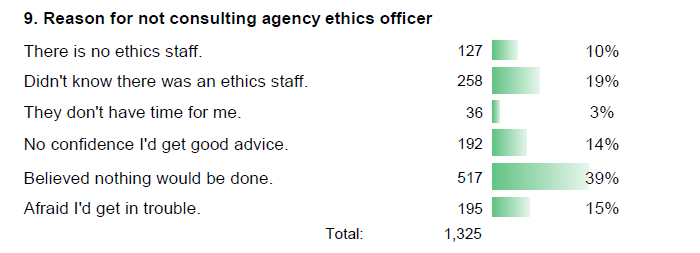 9. Reason for not consulting agency ethics officer
There is no ethics staff. 127 10%
Didn't know there was an ethics staff. 258 19%
They don't have time for me. 36 3%
No confidence I'd get good advice. 192 14%
Believed nothing would be done. 517 39%
Afraid I'd get in trouble. 195 15%
Total: 1,325